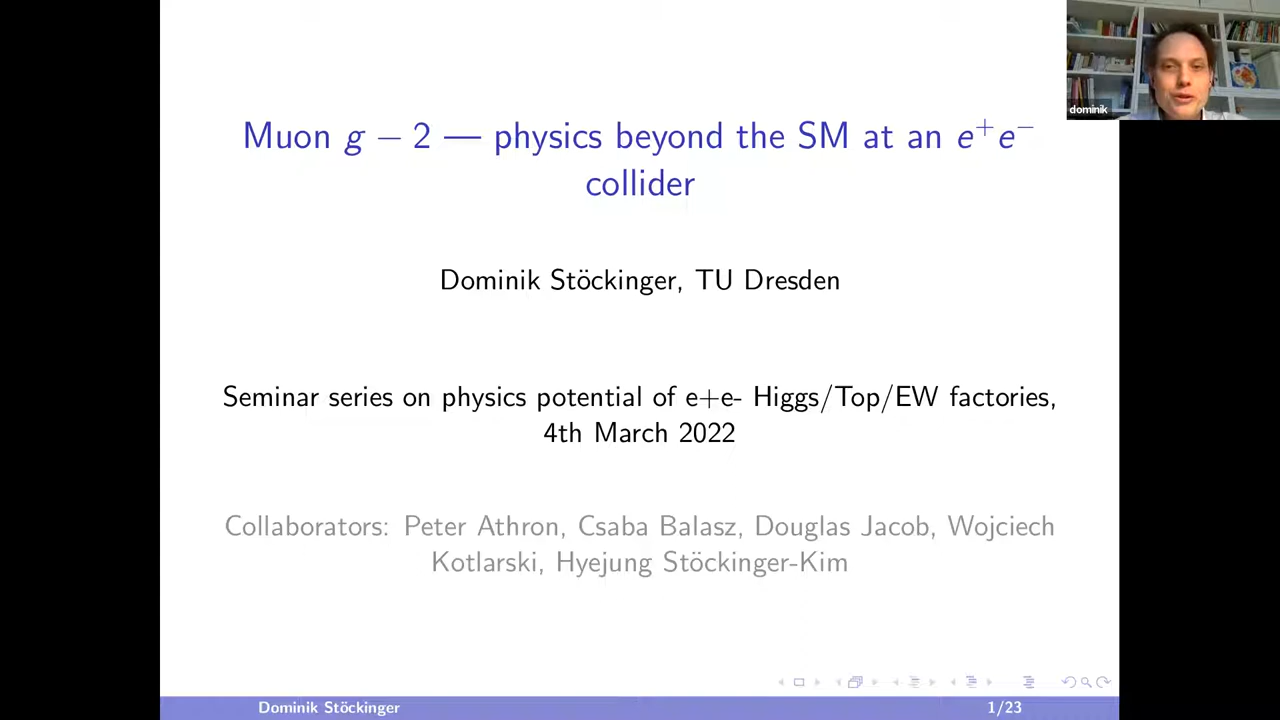 Muon g − 2 — physics beyond the SM at an e⁺e⁻
collider
dominik
Dominik Stöckinger, TU Dresden
Seminar series on physics potential of e+e- Higgs/Top/EW factories,
4th March 2022
Collaborators: Peter Athron, Csaba Balasz, Douglas Jacob, Wojciech
Kotlarski, Hyejung Stöckinger-Kim
Dominik Stöckinger
1/23